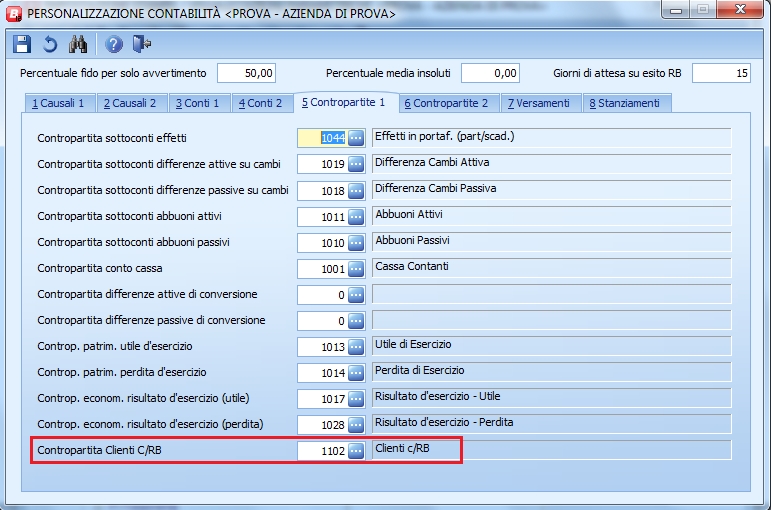 PERSONALIZZAZIONE CONTABILITÀ <PROVA - AZIENDA DI PROVA>
Percentuale fido per solo avvertimento 50,00 Percentuale media insoluti 0,00 Giorni di attesa su esito RB 15
1 Causali 1 2 Causali 2 3 Conti 1 4 Conti 2 5 Contropartite 1 6 Contropartite 2 7 Versamenti 8 Stanziamenti
Contropartita sottoconti effetti 1044 Effetti in portaf. (part/scad.)
Contropartita sottoconti differenze attive su cambi 1019 Differenza Cambi Attiva
Contropartita sottoconti differenze passive su cambi 1018 Differenza Cambi Passiva
Contropartita sottoconti abbuoni attivi 1011 Abbuoni Attivi
Contropartita sottoconti abbuoni passivi 1010 Abbuoni Passivi
Contropartita conto cassa 1001 Cassa Contanti
Contropartita differenze attive di conversione 0
Contropartita differenze passive di conversione 0
Controp. patrim. utile d'esercizio 1013 Utile di Esercizio
Controp. patrim. perdita d'esercizio 1014 Perdita di Esercizio
Controp. econom. risultato d'esercizio (utile) 1017 Risultato d'esercizio - Utile
Controp. econom. risultato d'esercizio (perdita) 1028 Risultato d'esercizio - Perdita
Contropartita Clienti C/RB 1102 Clienti c/RB